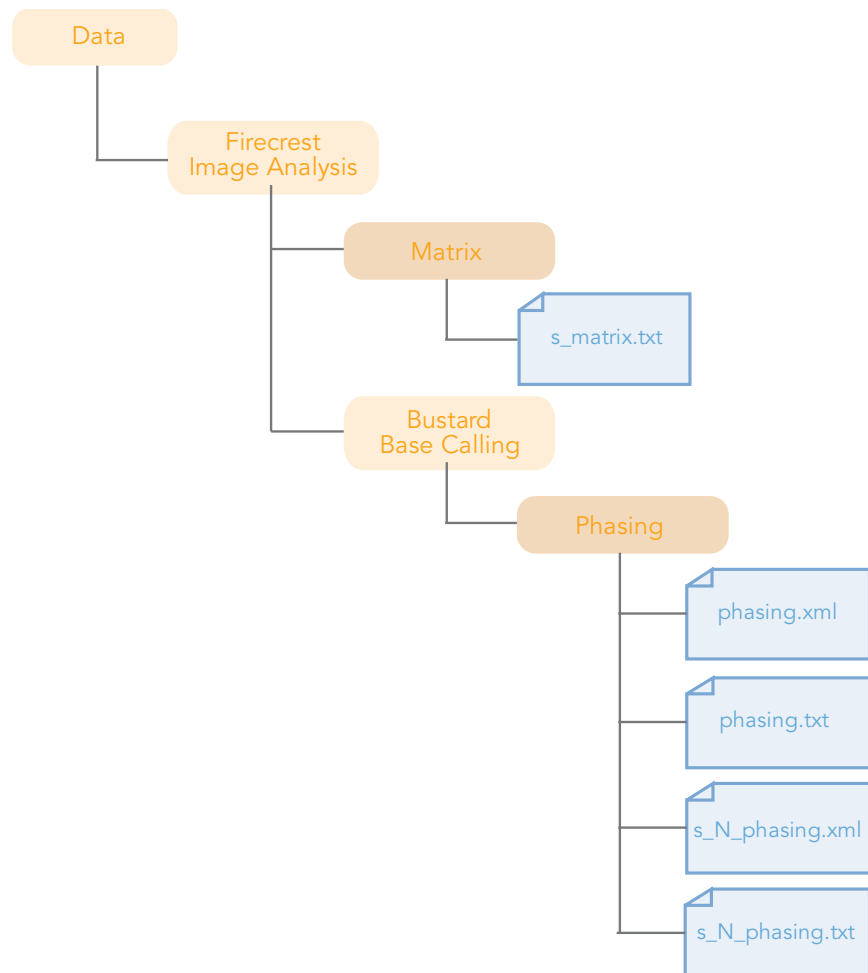 Data
Firecrest
Image Analysis
Matrix
s_matrix.txt
Bustard
Base Calling
Phasing
phasing.xml
phasing.txt
s_N_phasing.xml
s_N_phasing.txt